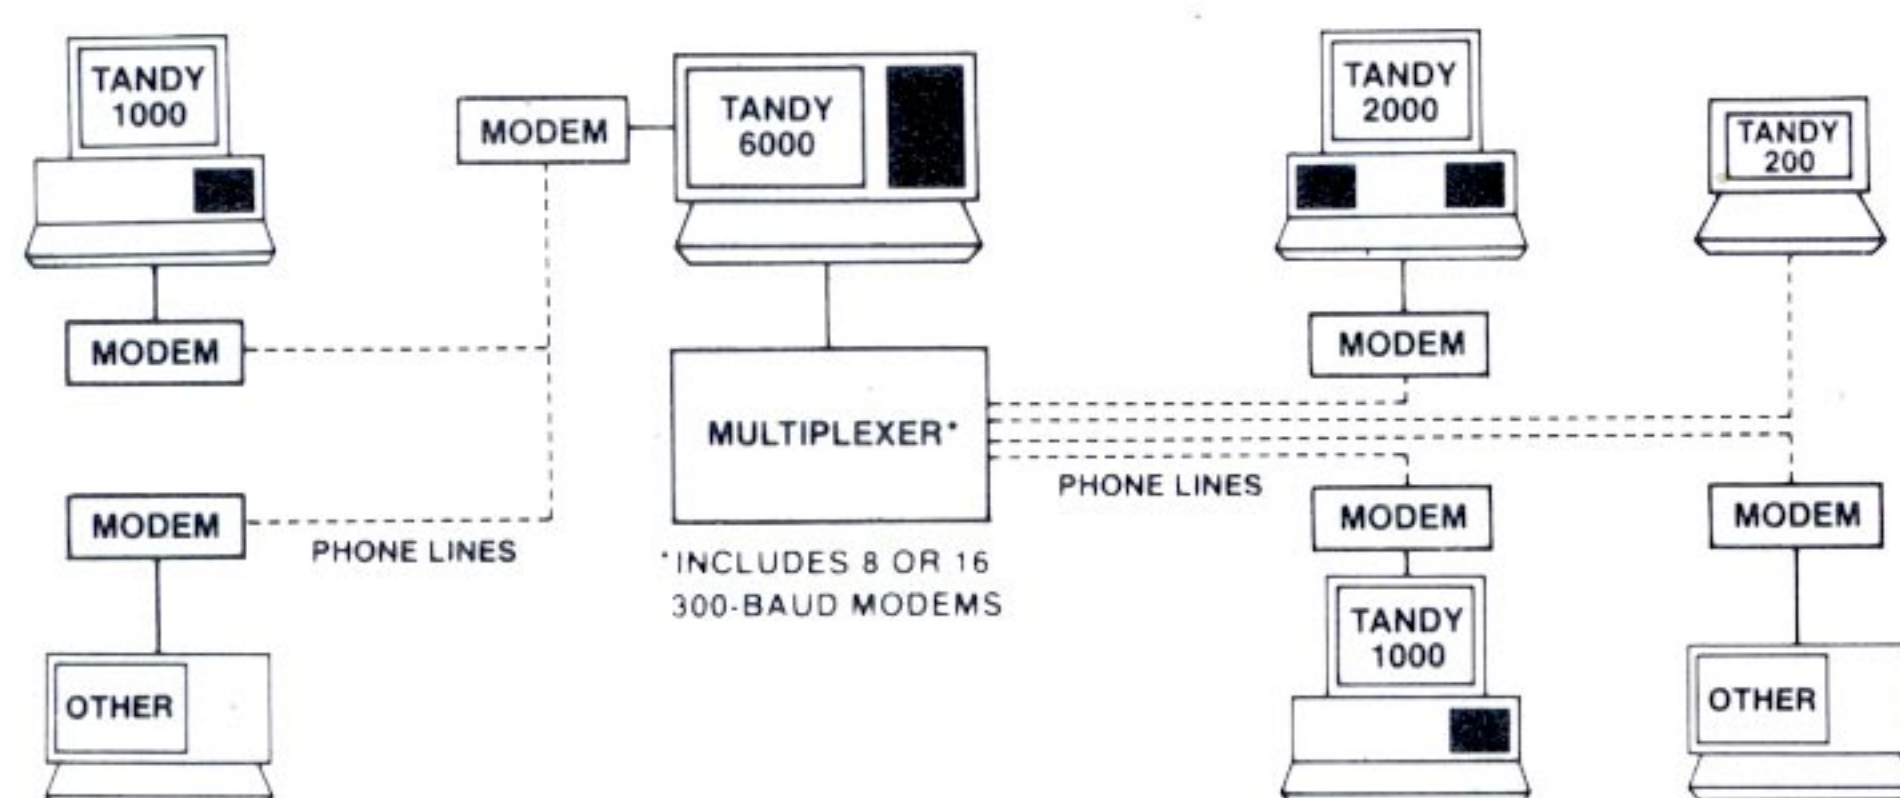 TANDY
1000
MODEM
TANDY
6000
TANDY
2000
TANDY
200
MODEM
MODEM
MULTIPLEXER*
PHONE LINES
MODEM
PHONE LINES
MODEM
MODEM
*INCLUDES 8 OR 16
300-BAUD MODEMS
OTHER
TANDY
1000
OTHER